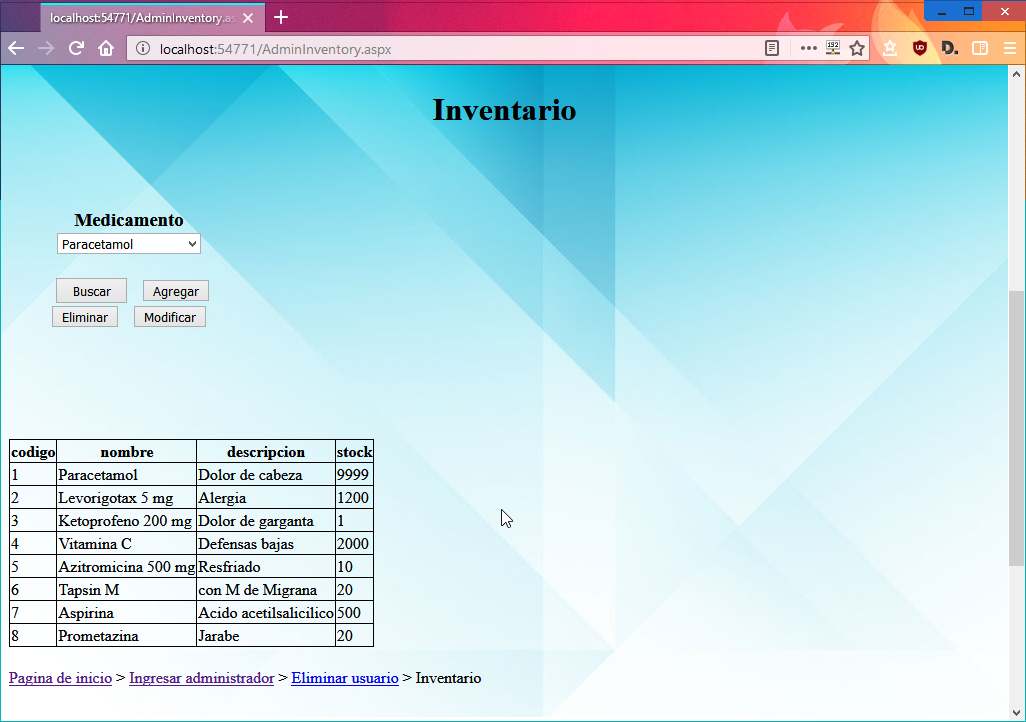 localhost:54771/AdminInventory.as
localhost:54771/AdminInventory.aspx
192
UD
D.
Inventario
Medicamento
Paracetamol
Buscar Agregar
Eliminar Modificar
codigo nombre descripcion stock
1 Paracetamol Dolor de cabeza 9999
2 Levorigotax 5 mg Alergia 1200
3 Ketoprofeno 200 mg Dolor de garganta 1
4 Vitamina C Defensas bajas 2000
5 Azitromicina 500 mg Resfriado 10
6 Tapsin M con M de Migrana 20
7 Aspirina Acido acetilsalicilico 500
8 Prometazina Jarabe 20
Pagina de inicio > Ingresar administrador > Eliminar usuario > Inventario